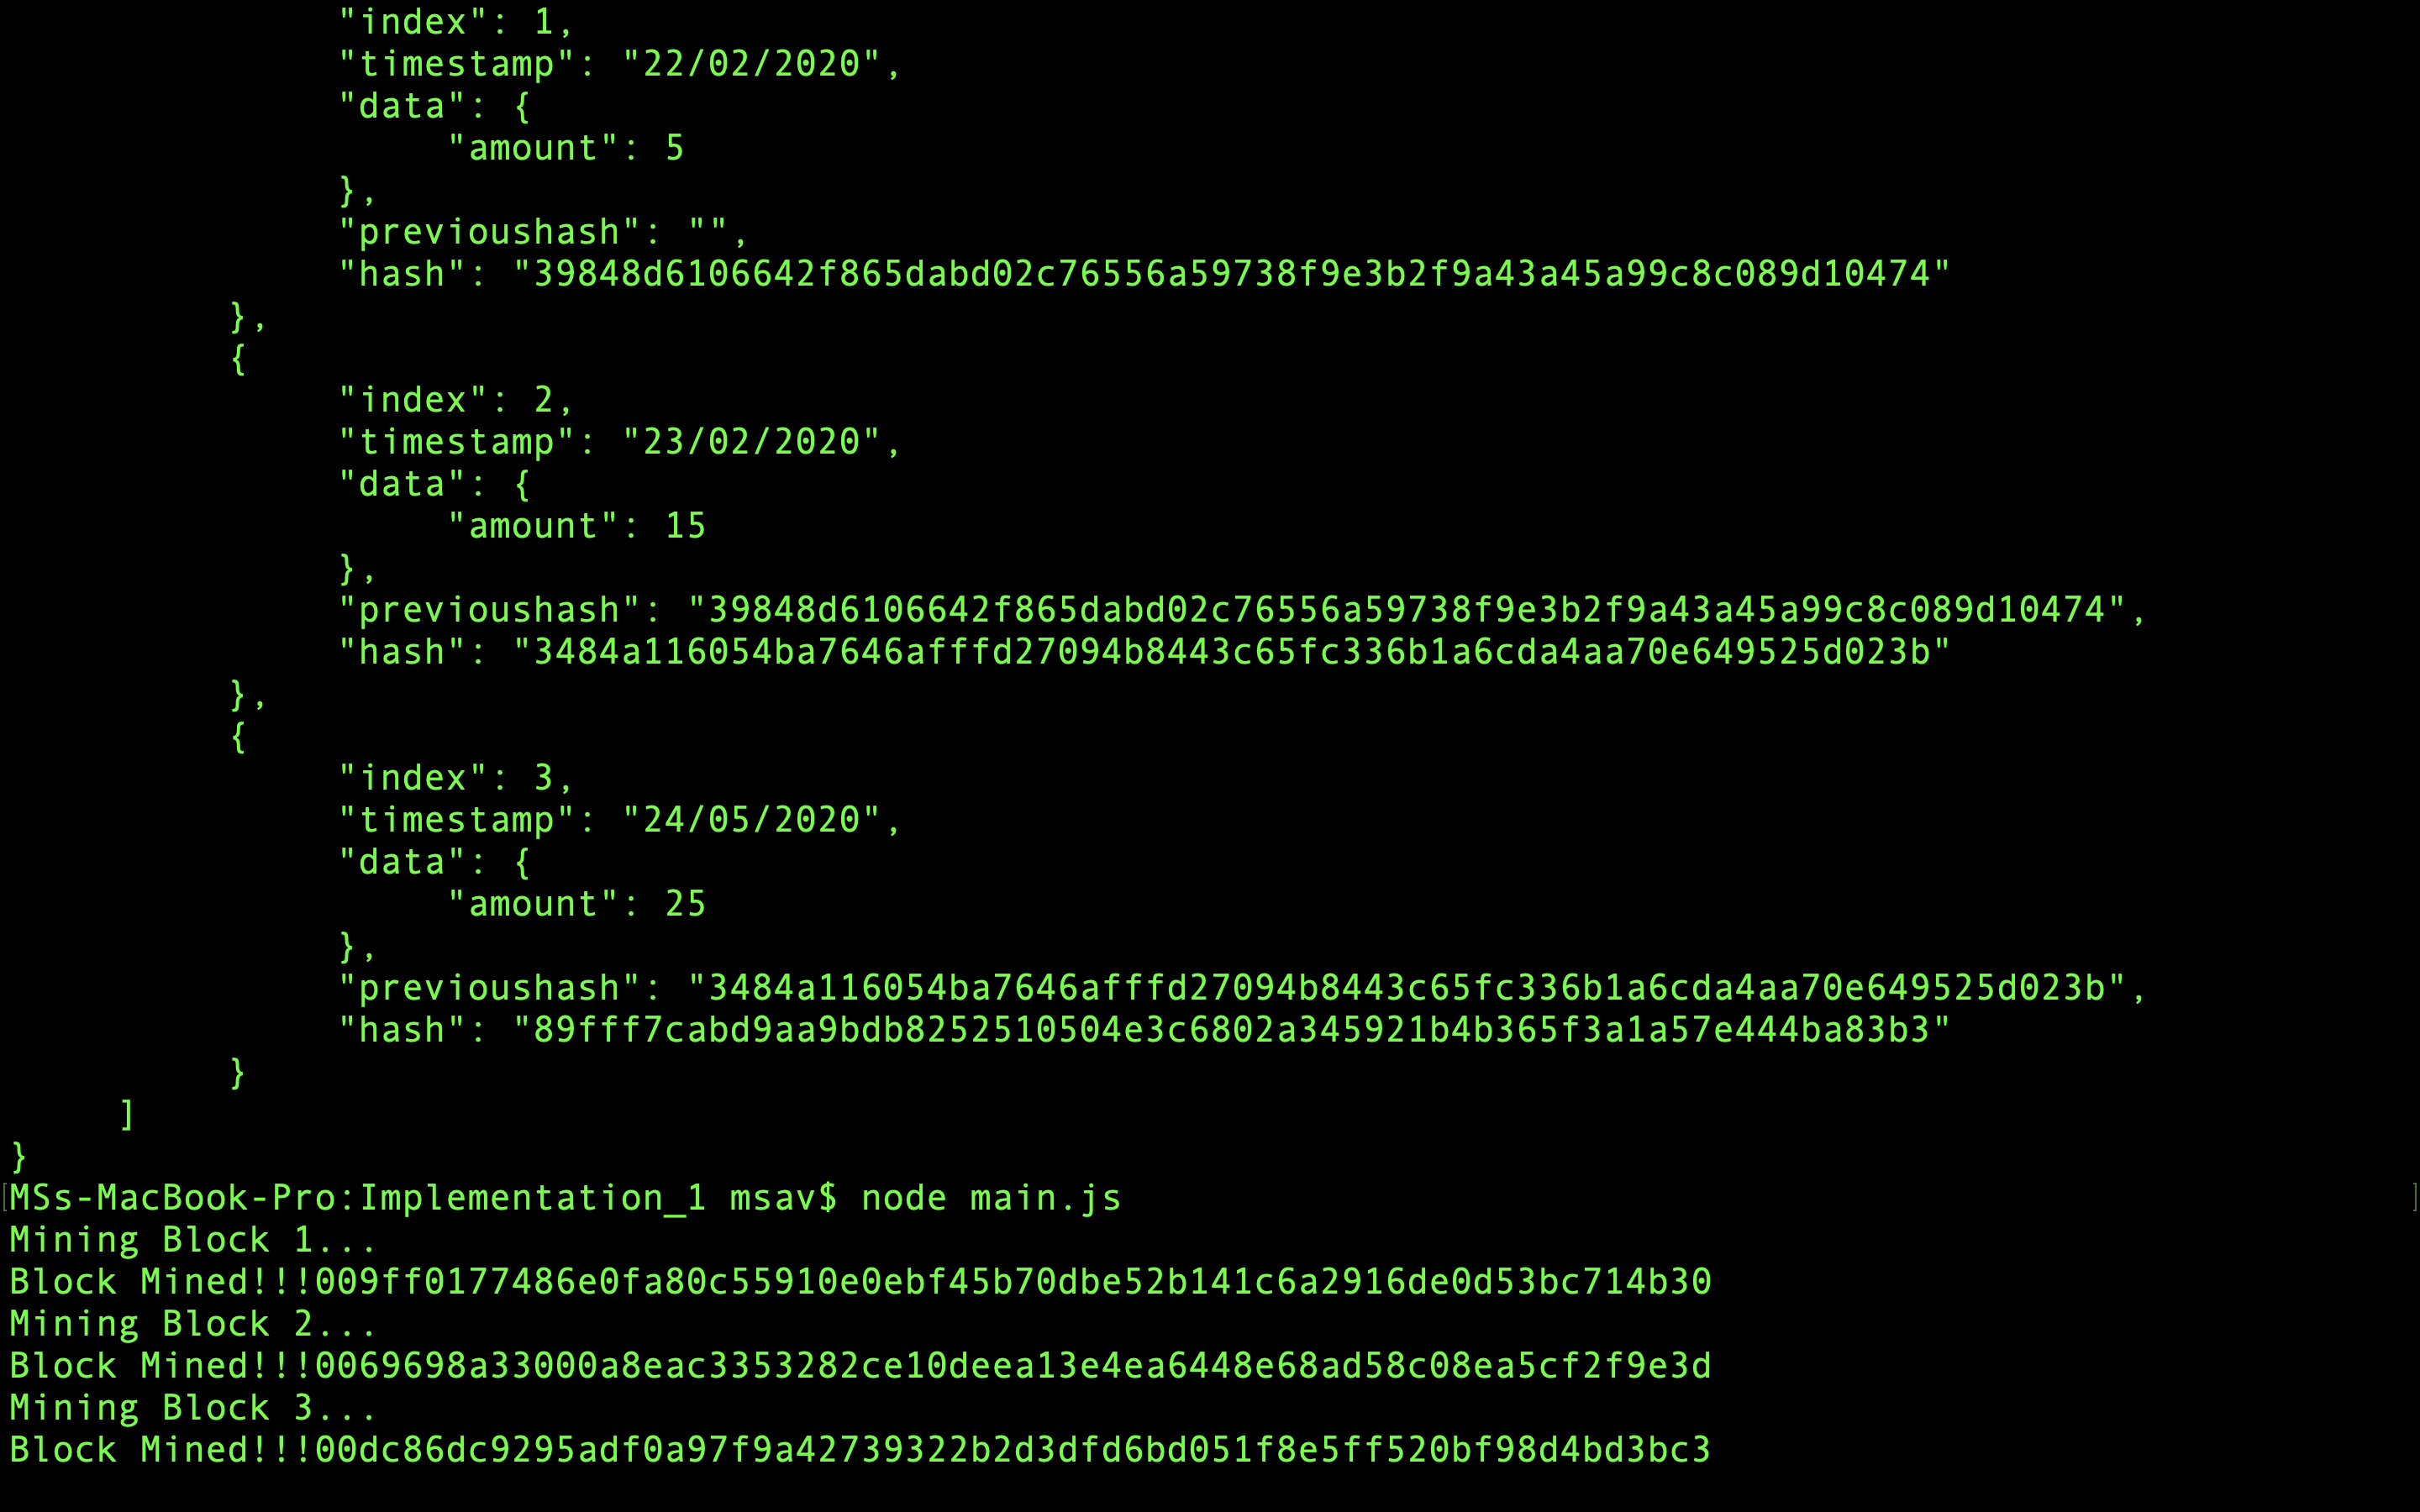 "index": 1,
"timestamp": "22/02/2020",
"data": {
"amount": 5
},
"previoushash": "",
"hash": "39848d6106642f865dabd02c76556a59738f9e3b2f9a43a45a99c8c089d10474"
},
{
"index": 2,
"timestamp": "23/02/2020",
"data": {
"amount": 15
},
"previoushash": "39848d6106642f865dabd02c76556a59738f9e3b2f9a43a45a99c8c089d10474",
"hash": "3484a116054ba7646afffd27094b8443c65fc336b1a6cda4aa70e649525d023b"
},
{
"index": 3,
"timestamp": "24/05/2020",
"data": {
"amount": 25
},
"previoushash": "3484a116054ba7646afffd27094b8443c65fc336b1a6cda4aa70e649525d023b",
"hash": "89fff7cabd9aa9bdb8252510504e3c6802a345921b4b365f3a1a57e444ba83b3"
}
]
}
[MSs-MacBook-Pro:Implementation_1 msav$ node main.js ]
Mining Block 1...
Block Mined!!!009ff0177486e0fa80c55910e0ebf45b70dbe52b141c6a2916de0d53bc714b30
Mining Block 2...
Block Mined!!!0069698a33000a8eac3353282ce10deea13e4ea6448e68ad58c08ea5cf2f9e3d
Mining Block 3...
Block Mined!!!00dc86dc9295adf0a97f9a42739322b2d3dfd6bd051f8e5ff520bf98d4bd3bc3